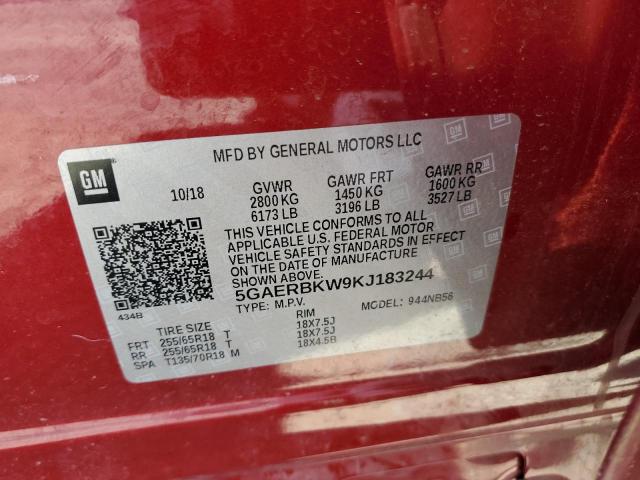 MFD BY GENERAL MOTORS LLC
GM
10/18 GVWR GAWR FRT GAWR RR
2800 KG 1450 KG 1600 KG
6173 LB 3196 LB 3527 LB
THIS VEHICLE CONFORMS TO ALL
APPLICABLE U.S. FEDERAL MOTOR
VEHICLE SAFETY STANDARDS IN EFFECT
ON THE DATE OF MANUFACTURE
SHOWN ABOVE.
5GAERBKW9KJ183244
434B TYPE: M.P.V. MODEL: 944NB56
TIRE SIZE RIM
FRT 255/65R18 T 18X7.5J
RR 255/65R18 T 18X7.5J
SPA T135/70R18 M 18X4.5B